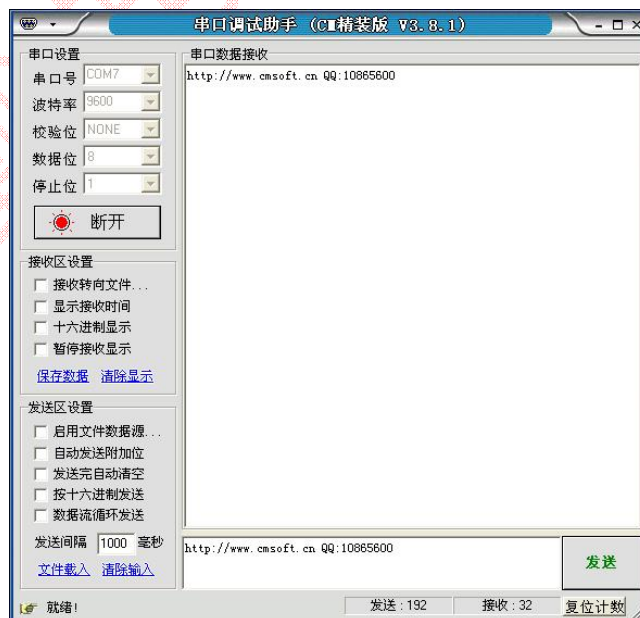 串口调试助手 (CM精装版 V3.8.1)
串口设置
串口号 COM7
波特率 9600
校验位 NONE
数据位 8
停止位 1
断开
接收区设置
接收转向文件...
显示接收时间
十六进制显示
暂停接收显示
保存数据 清除显示
发送区设置
启用文件数据源...
自动发送附加位
发送完自动清空
按十六进制发送
数据流循环发送
发送间隔 1000 毫秒
文件载入 清除输入
串口数据接收
http://www.cmsoft.cn QQ:10865600
http://www.cmsoft.cn QQ:10865600
发送
就绪!
发送:192
接收:32
复位计数